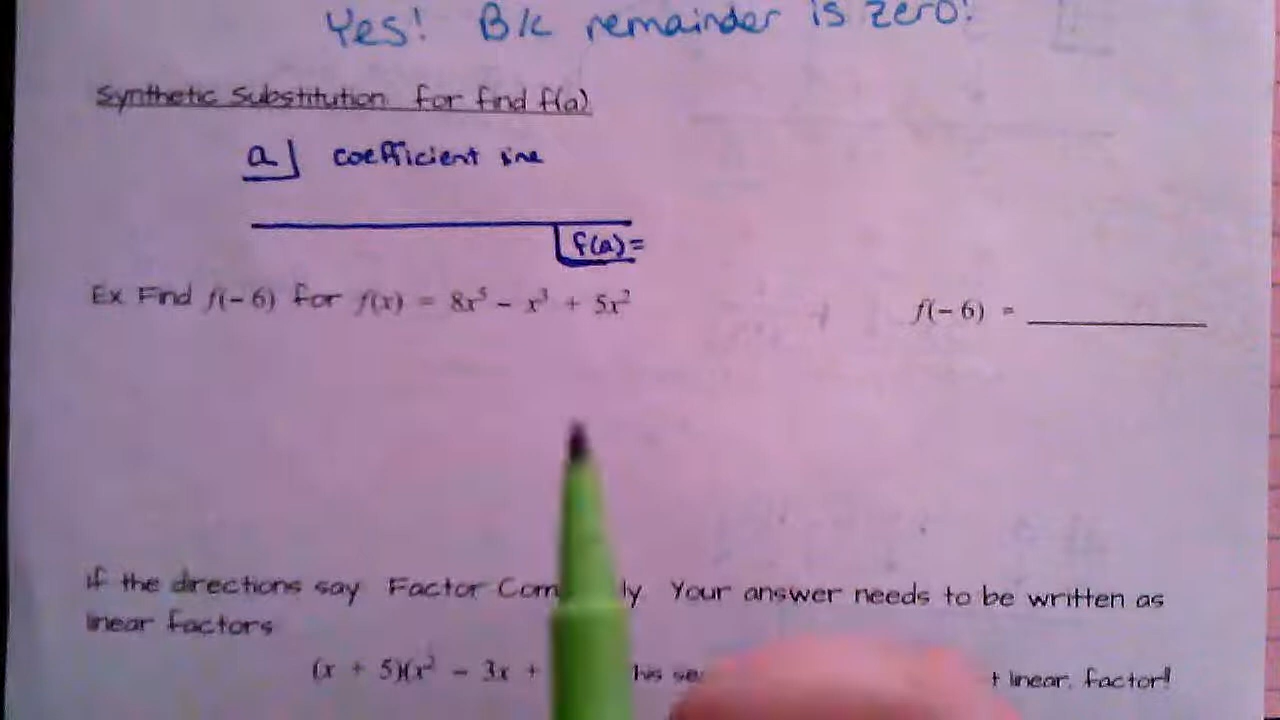 Yes! B/c remainder is zero!
Synthetic Substitution for find f(a)
a coefficient line
f(a)=
Ex Find f(-6) for f(x) = 8x⁵ - x³ + 5x²
f(-6) =
If the directions say Factor Com ly Your answer needs to be written as
linear factors
(x + 5)(x² - 3x + his se t linear, factor!